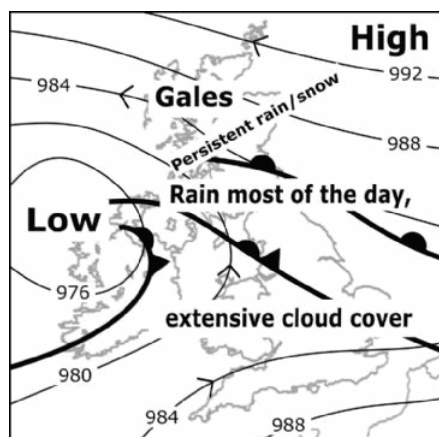 High
992
984
Gales
Persistent rain/snow
988
Rain most of the day,
Low
976
extensive cloud cover
980
984
988